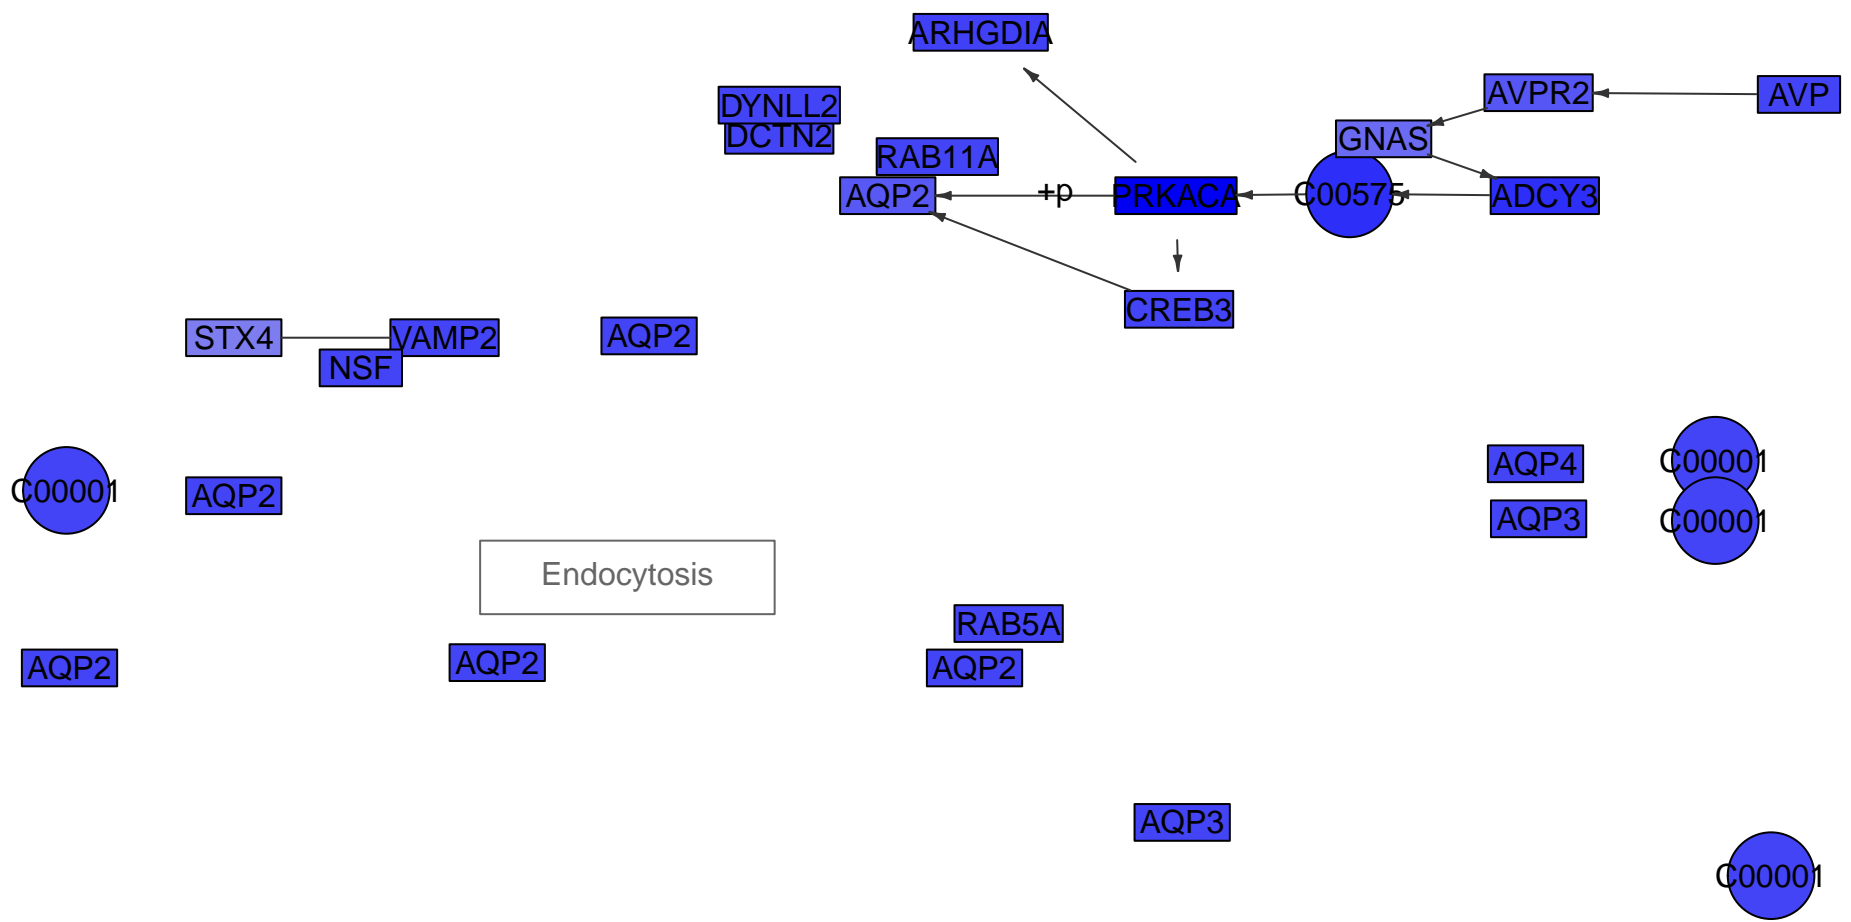 ARHGDIA
DYNLL2
DCTN2
RAB11A
AVPR2
AVP
GNAS
AQP2
+p
PRKACA
C00575
ADCY3
CREB3
STX4
VAMP2
NSF
AQP2
C00001
AQP2
AQP4
C00001
AQP3
C00001
Endocytosis
RAB5A
AQP2
AQP2
AQP2
AQP3
C00001